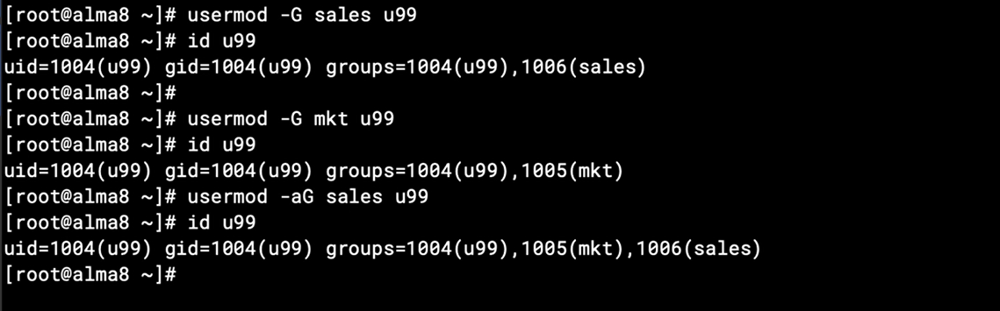 [root@alma8 ~]# usermod -G sales u99
[root@alma8 ~]# id u99
uid=1004(u99) gid=1004(u99) groups=1004(u99),1006(sales)
[root@alma8 ~]#
[root@alma8 ~]# usermod -G mkt u99
[root@alma8 ~]# id u99
uid=1004(u99) gid=1004(u99) groups=1004(u99),1005(mkt)
[root@alma8 ~]# usermod -aG sales u99
[root@alma8 ~]# id u99
uid=1004(u99) gid=1004(u99) groups=1004(u99),1005(mkt),1006(sales)
[root@alma8 ~]#